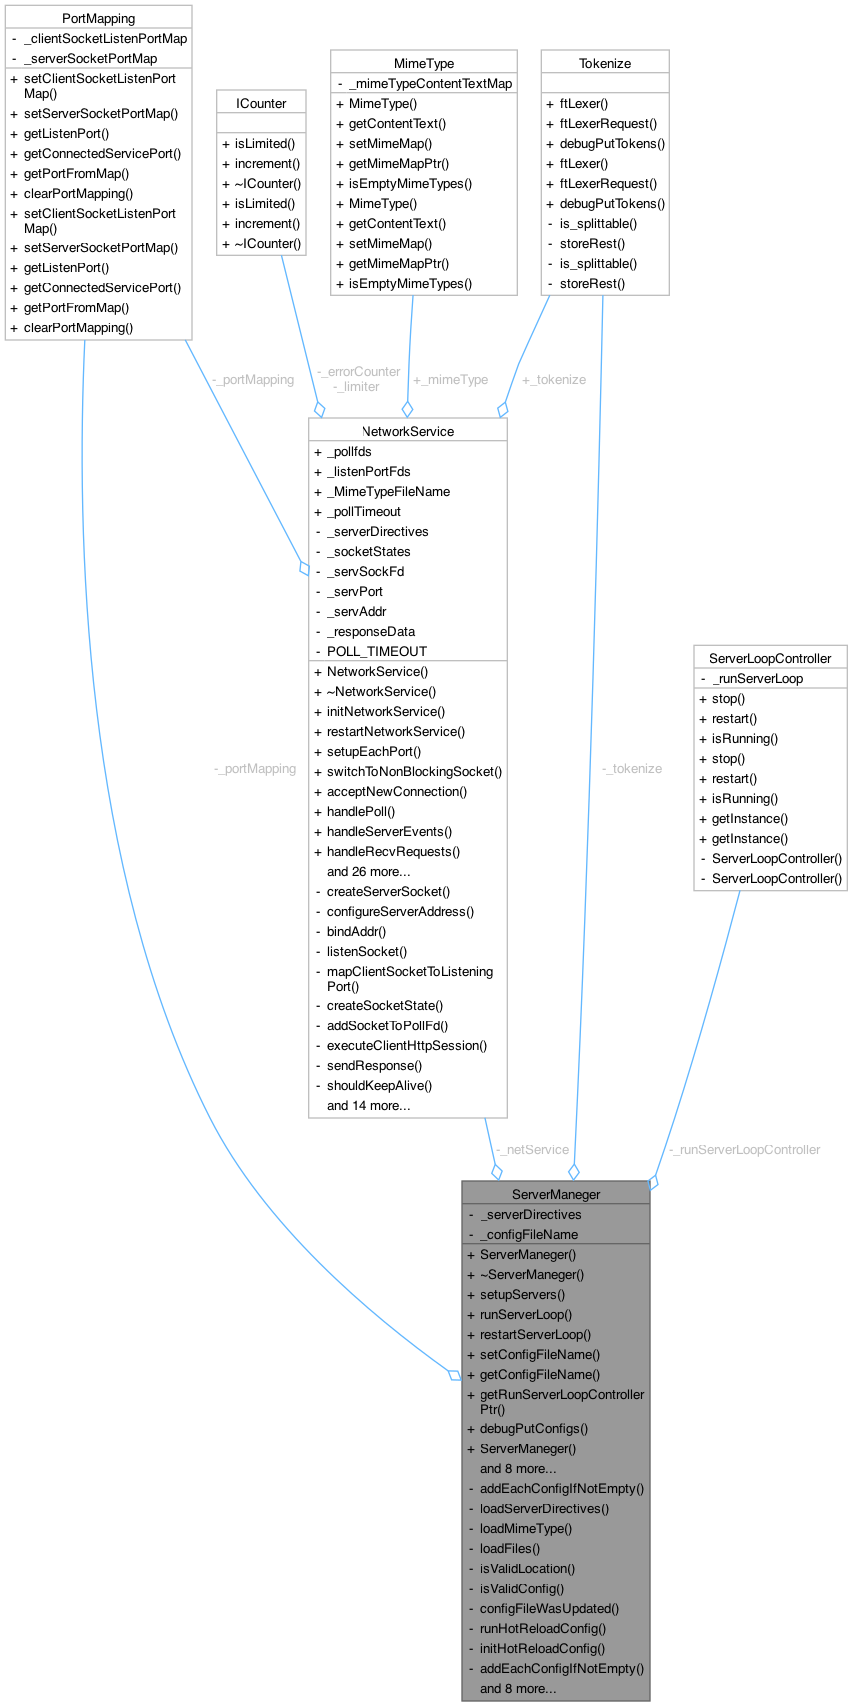 PortMapping
- _clientSocketListenPortMap
- _serverSocketPortMap
+ setClientSocketListenPort
Map()
+ setServerSocketPortMap()
+ getListenPort()
+ getConnectedServicePort()
+ getPortFromMap()
+ clearPortMapping()
+ setClientSocketListenPort
Map()
+ setServerSocketPortMap()
+ getListenPort()
+ getConnectedServicePort()
+ getPortFromMap()
+ clearPortMapping()
ICounter
+ isLimited()
+ increment()
+ ~ICounter()
+ isLimited()
+ increment()
+ ~ICounter()
MimeType
- _mimeTypeContentTextMap
+ MimeType()
+ getContentText()
+ setMimeMap()
+ getMimeMapPtr()
+ isEmptyMimeTypes()
+ MimeType()
+ getContentText()
+ setMimeMap()
+ getMimeMapPtr()
+ isEmptyMimeTypes()
Tokenize
+ ftLexer()
+ ftLexerRequest()
+ debugPutTokens()
+ ftLexer()
+ ftLexerRequest()
+ debugPutTokens()
- is_splittable()
- storeRest()
- is_splittable()
- storeRest()
-_portMapping
-_errorCounter
-_limiter
+_mimeType
+_tokenize
NetworkService
+ _pollfds
+ _listenPortFds
+ _MimeTypeFileName
+ _pollTimeout
- _serverDirectives
- _socketStates
- _servSockFd
- _servPort
- _servAddr
- _responseData
- POLL_TIMEOUT
+ NetworkService()
+ ~NetworkService()
+ initNetworkService()
+ restartNetworkService()
+ setupEachPort()
+ switchToNonBlockingSocket()
+ acceptNewConnection()
+ handlePoll()
+ handleServerEvents()
+ handleRecvRequests()
and 26 more...
- createServerSocket()
- configureServerAddress()
- bindAddr()
- listenSocket()
- mapClientSocketToListening
Port()
- createSocketState()
- addSocketToPollFd()
- executeClientHttpSession()
- sendResponse()
- shouldKeepAlive()
and 14 more...
ServerLoopController
- _runServerLoop
+ stop()
+ restart()
+ isRunning()
+ stop()
+ restart()
+ isRunning()
+ getInstance()
+ getInstance()
- ServerLoopController()
- ServerLoopController()
-_portMapping
-_tokenize
-_netService
-_runServerLoopController
ServerManeger
- _serverDirectives
- _configFileName
+ ServerManeger()
+ ~ServerManeger()
+ setupServers()
+ runServerLoop()
+ restartServerLoop()
+ setConfigFileName()
+ getConfigFileName()
+ getRunServerLoopController
Ptr()
+ debugPutConfigs()
+ ServerManeger()
and 8 more...
- addEachConfigIfNotEmpty()
- loadServerDirectives()
- loadMimeType()
- loadFiles()
- isValidLocation()
- isValidConfig()
- configFileWasUpdated()
- runHotReloadConfig()
- initHotReloadConfig()
- addEachConfigIfNotEmpty()
and 8 more...